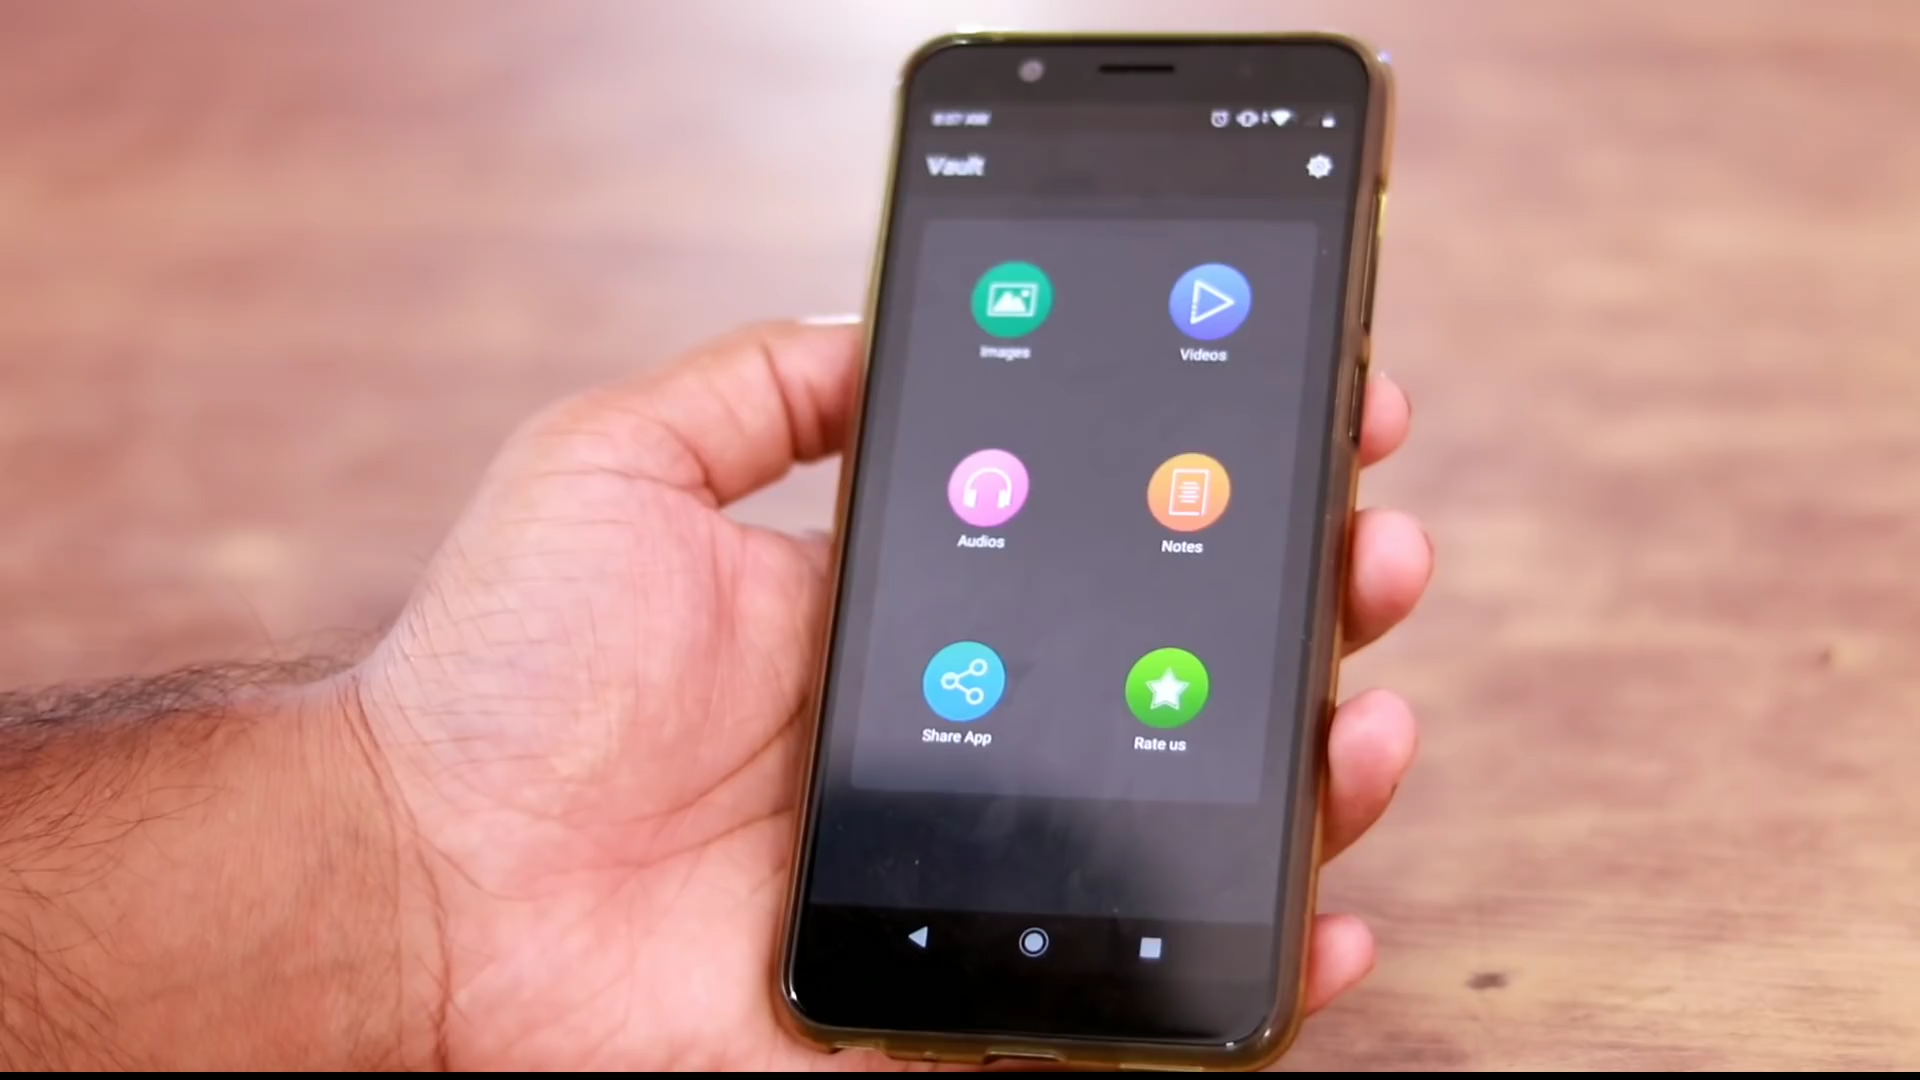 Vault
Images
Videos
Audios
Notes
Share App
Rate us